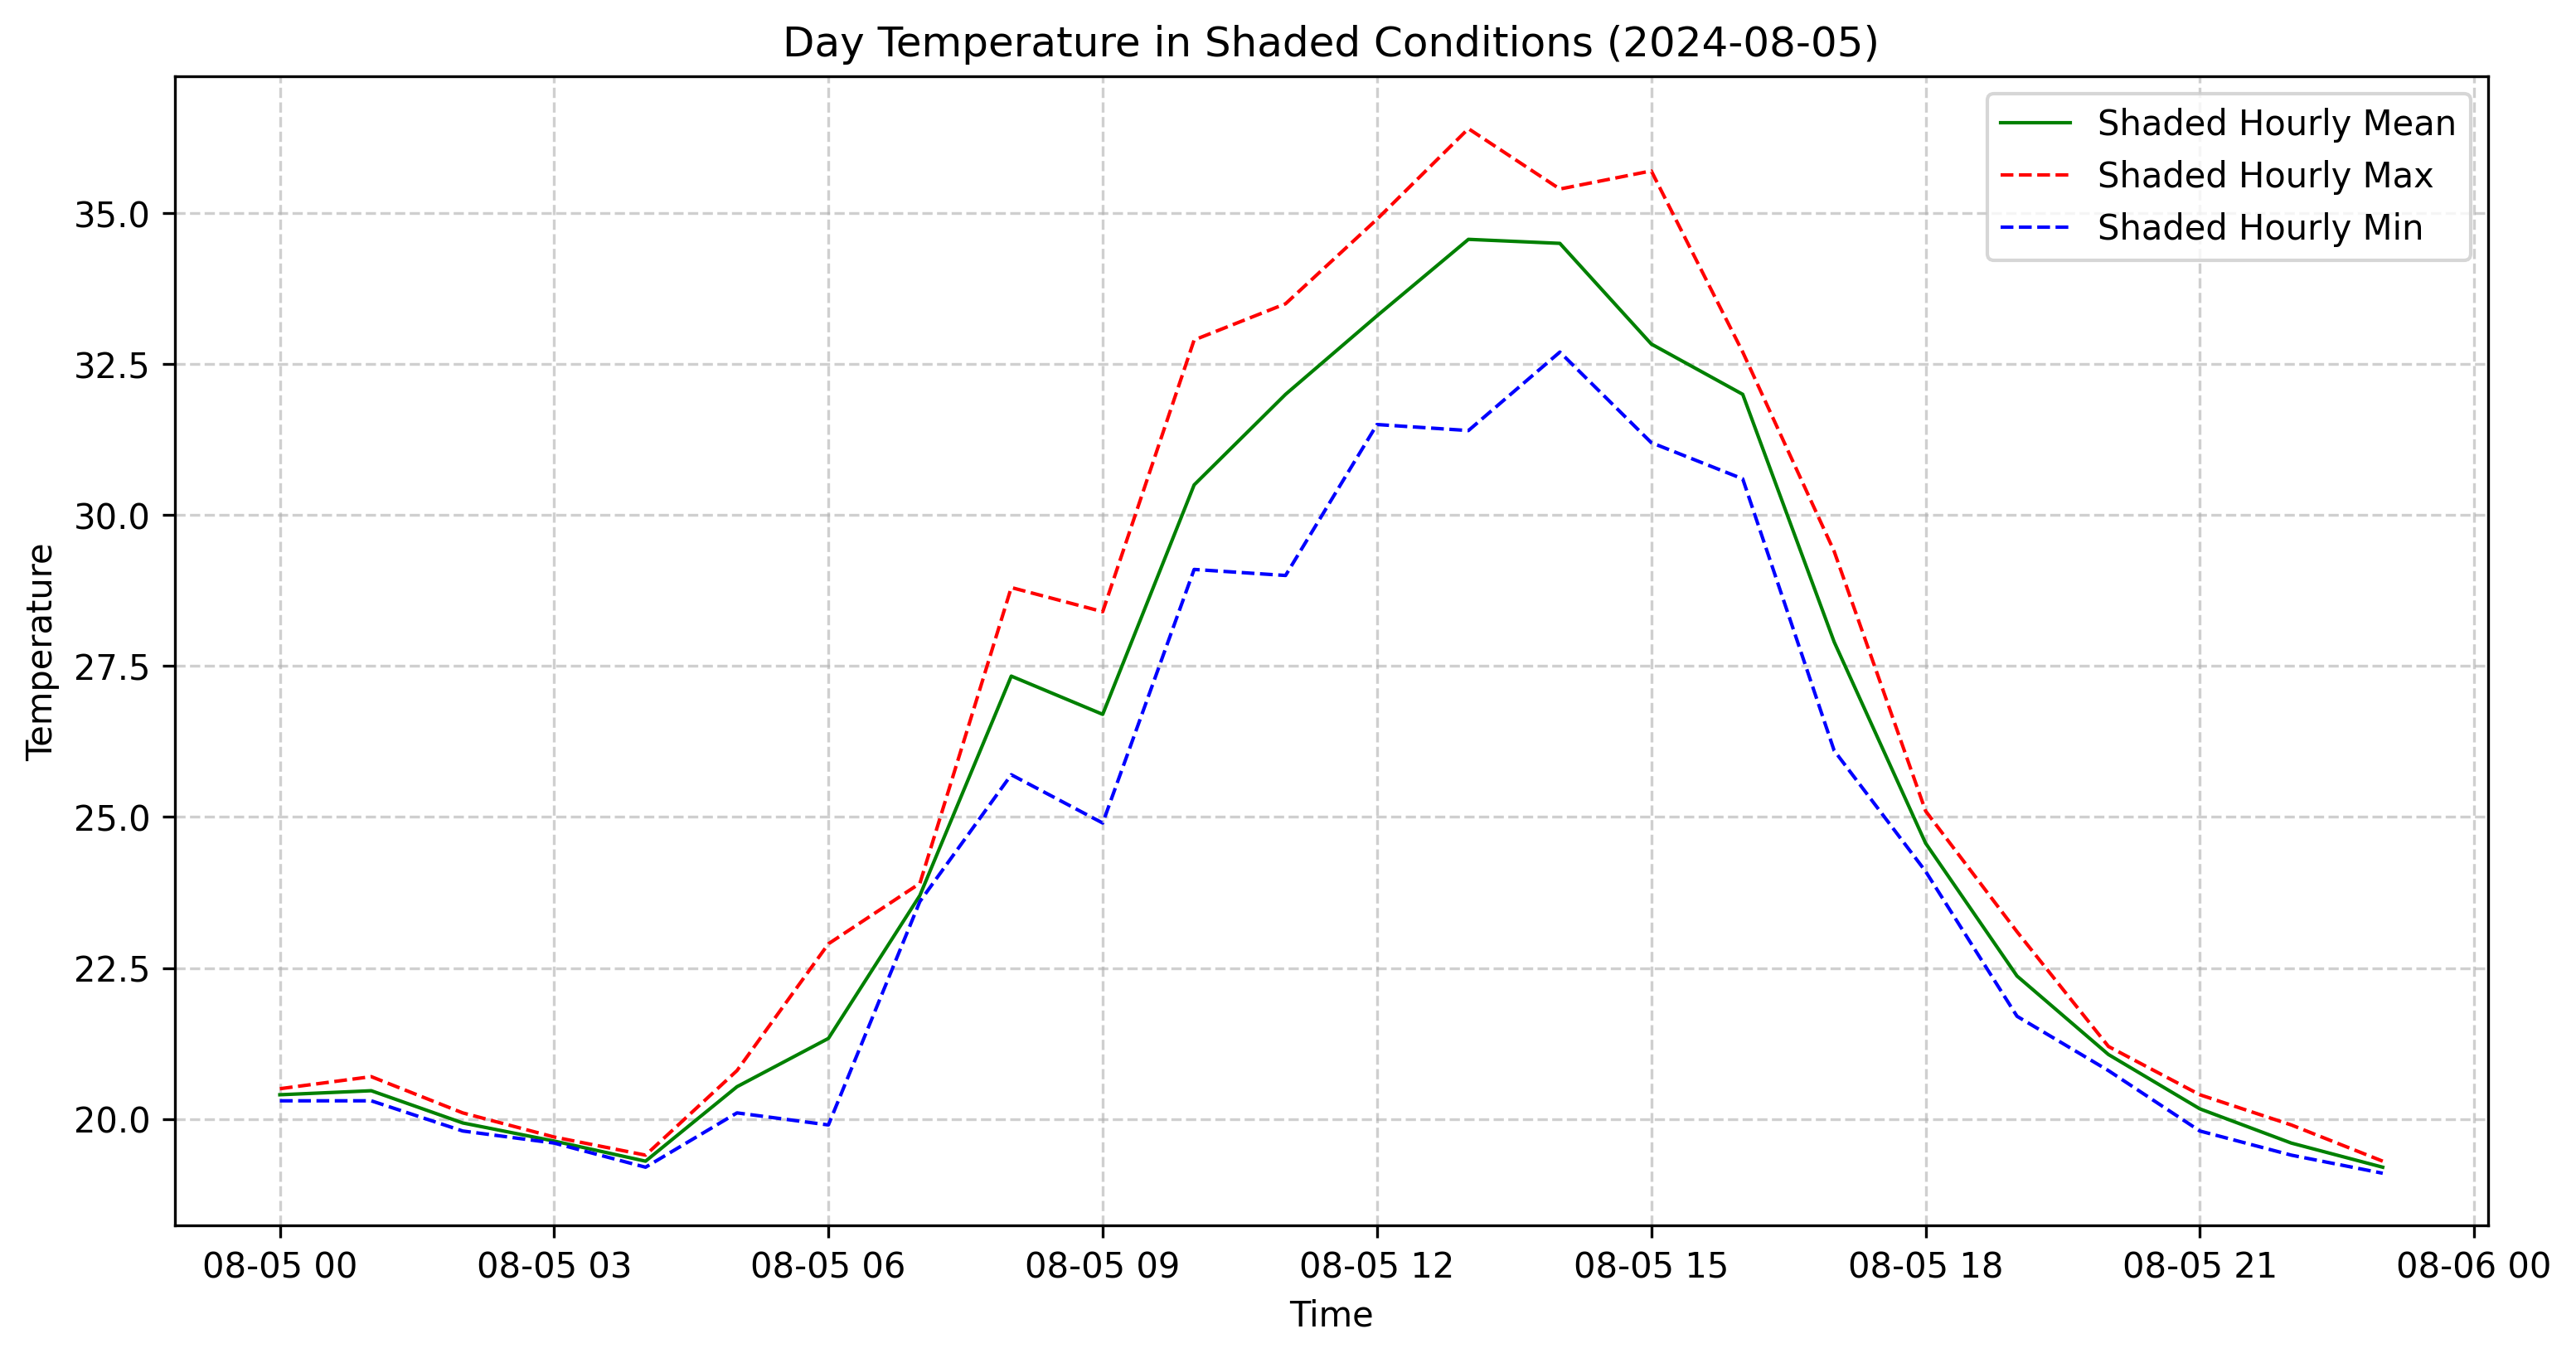 Day Temperature in Shaded Conditions (2024-08-05)
Shaded Hourly Mean
Shaded Hourly Max
Shaded Hourly Min
35.0
32.5
30.0
27.5
25.0
22.5
20.0
Temperature
08-05 00 08-05 03 08-05 06 08-05 09 08-05 12 08-05 15 08-05 18 08-05 21 08-06 00
Time